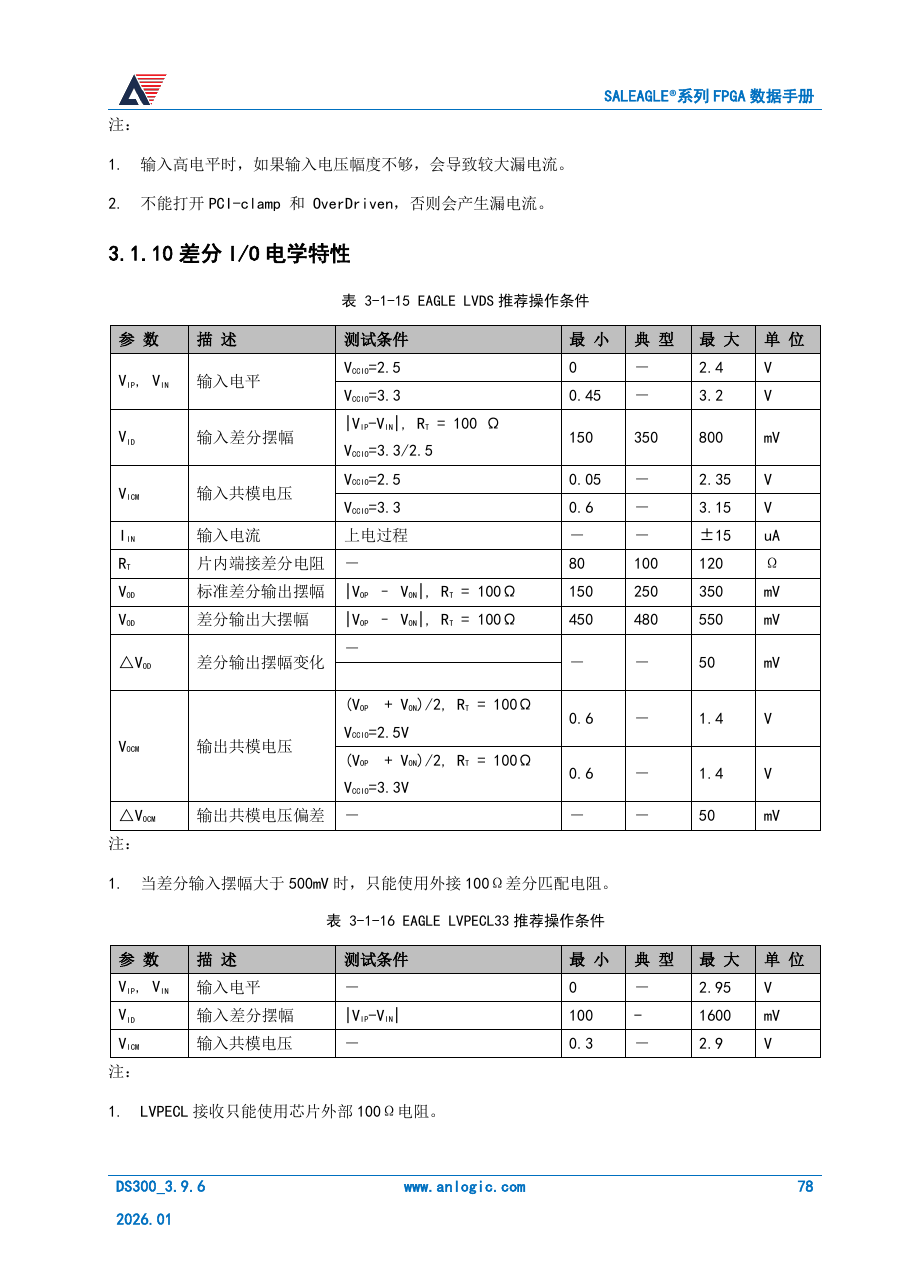 SALEAGLE®系列 FPGA 数据手册
注：
1. 输入高电平时，如果输入电压幅度不够，会导致较大漏电流。
2. 不能打开 PCI-clamp 和 OverDriven，否则会产生漏电流。
3.1.10 差分 I/O 电学特性
表 3-1-15 EAGLE LVDS 推荐操作条件
参 数 描 述 测试条件 最 小 典 型 最 大 单 位
VIP, VIN 输入电平 VCCIO=2.5 0 — 2.4 V
VCCIO=3.3 0.45 — 3.2 V
VID 输入差分摆幅 |VIP-VIN|, RT = 100 Ω
VCCIO=3.3/2.5 150 350 800 mV
VICM 输入共模电压 VCCIO=2.5 0.05 — 2.35 V
VCCIO=3.3 0.6 — 3.15 V
IIN 输入电流 上电过程 — — ±15 uA
RT 片内端接差分电阻 — 80 100 120 Ω
VOD 标准差分输出摆幅 |VOP – VON|, RT = 100Ω 150 250 350 mV
VOD 差分输出大摆幅 |VOP – VON|, RT = 100Ω 450 480 550 mV
△VOD 差分输出摆幅变化 — — — 50 mV
VOCM 输出共模电压 (VOP + VON)/2, RT = 100Ω
VCCIO=2.5V 0.6 — 1.4 V
(VOP + VON)/2, RT = 100Ω
VCCIO=3.3V 0.6 — 1.4 V
△VOCM 输出共模电压偏差 — — — 50 mV
注：
1. 当差分输入摆幅大于 500mV 时，只能使用外接 100Ω差分匹配电阻。
表 3-1-16 EAGLE LVPECL33 推荐操作条件
参 数 描 述 测试条件 最 小 典 型 最 大 单 位
VIP, VIN 输入电平 — 0 — 2.95 V
VID 输入差分摆幅 |VIP-VIN| 100 - 1600 mV
VICM 输入共模电压 — 0.3 — 2.9 V
注：
1. LVPECL 接收只能使用芯片外部 100Ω电阻。
DS300_3.9.6 www.anlogic.com 78
2026.01